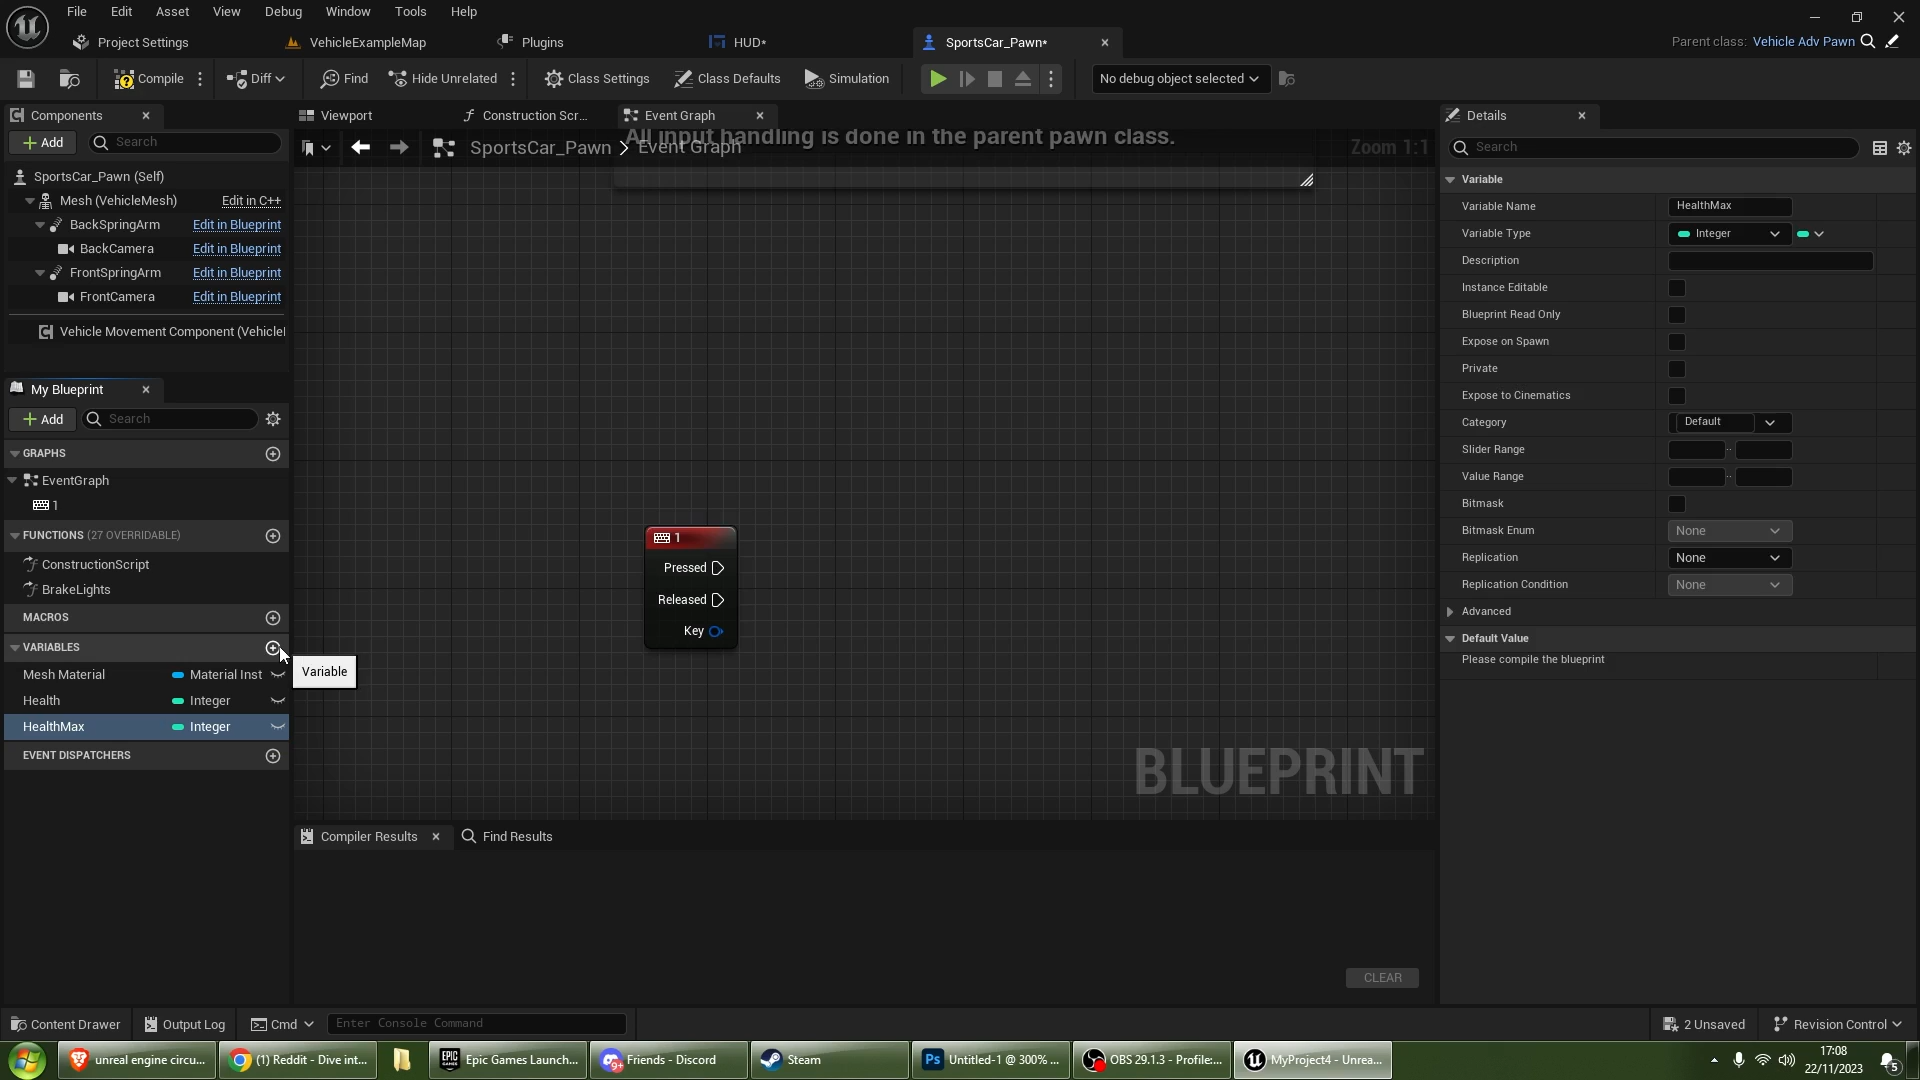 File Edit Asset View Debug Window Tools Help
Project Settings VehicleExampleMap Plugins HUD* SportsCar_Pawn* Parent class: Vehicle Adv Pawn
Compile Diff Find Hide Unrelated Class Settings Class Defaults Simulation No debug object selected
Components Viewport Construction Scr... Event Graph Details
Add Search
SportsCar_Pawn > Event Graph Zoom 1:1
All input handling is done in the parent pawn class.
Search
SportsCar_Pawn (Self)
Mesh (VehicleMesh) Edit in C++
BackSpringArm Edit in Blueprint
BackCamera Edit in Blueprint
FrontSpringArm Edit in Blueprint
FrontCamera Edit in Blueprint
Vehicle Movement Component (Vehicle
My Blueprint
Add Search
GRAPHS
EventGraph
1
FUNCTIONS (27 OVERRIDABLE)
ConstructionScript
BrakeLights
MACROS
VARIABLES
Mesh Material Material Inst
Health Integer
HealthMax Integer
EVENT DISPATCHERS
Variable
1
Pressed
Released
Key
BLUEPRINT
Variable
Variable Name HealthMax
Variable Type Integer
Description
Instance Editable
Blueprint Read Only
Expose on Spawn
Private
Expose to Cinematics
Category Default
Slider Range ..
Value Range ..
Bitmask
Bitmask Enum None
Replication None
Replication Condition None
Advanced
Default Value
Please compile the blueprint
Compiler Results Find Results
CLEAR
Content Drawer Output Log Cmd Enter Console Command 2 Unsaved Revision Control
unreal engine circu... (1) Reddit - Dive int... EPIC GAMES Epic Games Launch... 9+ Friends - Discord Steam Ps Untitled-1 @ 300% ... OBS 29.1.3 - Profile:... MyProject4 - Unrea... 17:08
22/11/2023 5